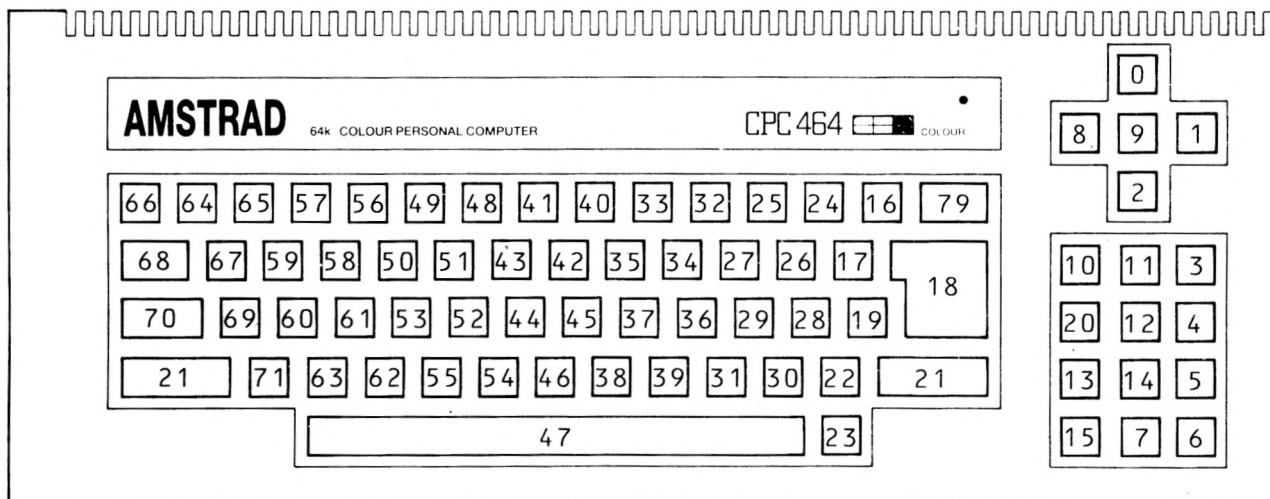 AMSTRAD 64k COLOUR PERSONAL COMPUTER CPC 464 COLOUR
0
8 9 1
2
66 64 65 57 56 49 48 41 40 33 32 25 24 16 79
68 67 59 58 50 51 43 42 35 34 27 26 17 18
70 69 60 61 53 52 44 45 37 36 29 28 19
21 71 63 62 55 54 46 38 39 31 30 22 21
47 23
10 11 3
20 12 4
13 14 5
15 7 6